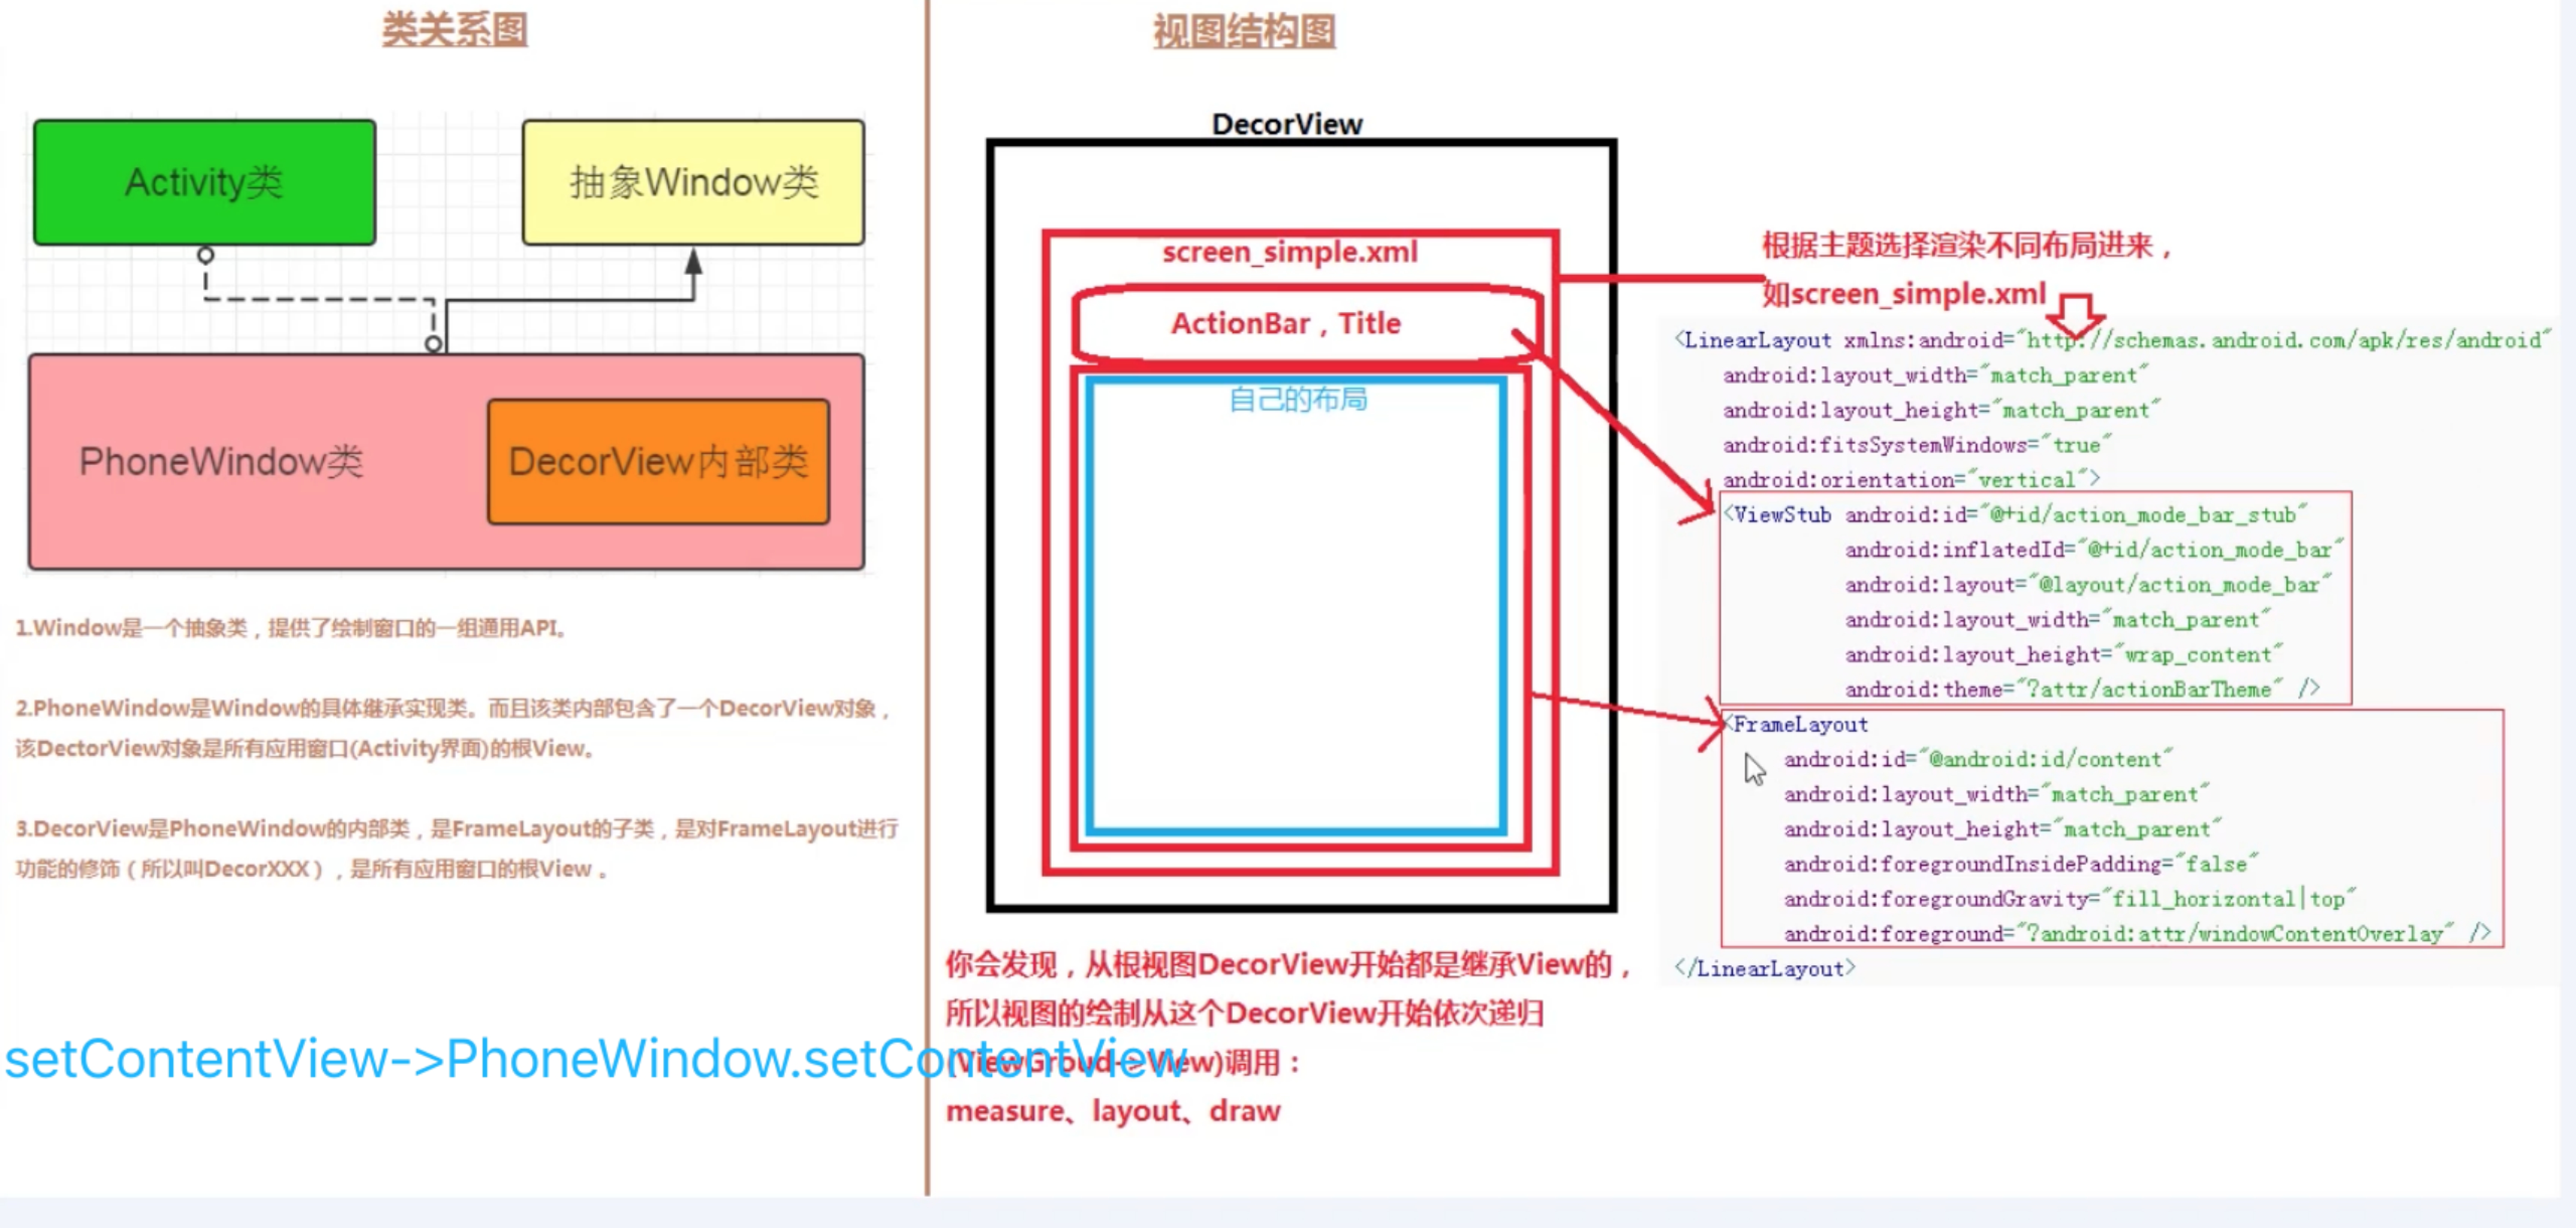 类关系图
Activity类
抽象Window类
PhoneWindow类
DecorView内部类
1.Window是一个抽象类，提供了绘制窗口的一组通用API。
2.PhoneWindow是Window的具体继承实现类。而且该类内部包含了一个DecorView对象，
该DectorView对象是所有应用窗口(Activity界面)的根View。
3.DecorView是PhoneWindow的内部类，是FrameLayout的子类，是对FrameLayout进行
功能的修饰（所以叫DecorXXX），是所有应用窗口的根View 。
setContentView->PhoneWindow.setContentView
视图结构图
DecorView
screen_simple.xml
ActionBar，Title
自己的布局
你会发现，从根视图DecorView开始都是继承View的，
所以视图的绘制从这个DecorView开始依次递归
(ViewGroud->View)调用：
measure、layout、draw
根据主题选择渲染不同布局进来，
如screen_simple.xml
<LinearLayout xmlns:android="http://schemas.android.com/apk/res/android"
android:layout_width="match_parent"
android:layout_height="match_parent"
android:fitsSystemWindows="true"
android:orientation="vertical">
<ViewStub android:id="@+id/action_mode_bar_stub"
android:inflatedId="@+id/action_mode_bar"
android:layout="@layout/action_mode_bar"
android:layout_width="match_parent"
android:layout_height="wrap_content"
android:theme="?attr/actionBarTheme" />
<FrameLayout
android:id="@android:id/content"
android:layout_width="match_parent"
android:layout_height="match_parent"
android:foregroundInsidePadding="false"
android:foregroundGravity="fill_horizontal|top"
android:foreground="?android:attr/windowContentOverlay" />
</LinearLayout>